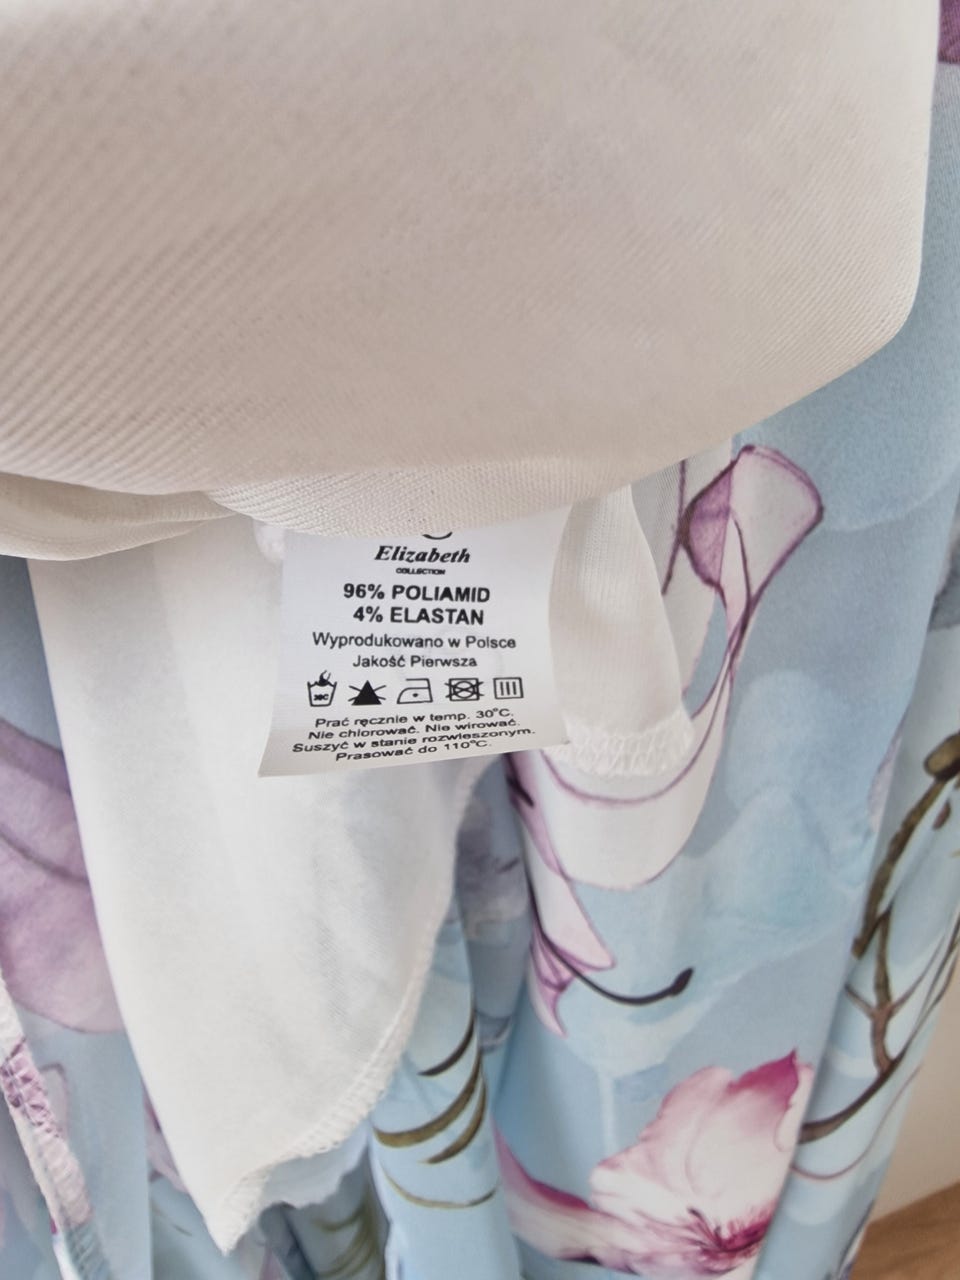 Elizabeth
COLLECTION
96% POLIAMID
4% ELASTAN
Wyprodukowano w Polsce
Jakość Pierwsza
30C
Prać ręcznie w temp. 30°C.
Nie chlorować. Nie wirować.
Suszyć w stanie rozwieszonym.
Prasować do 110°C.